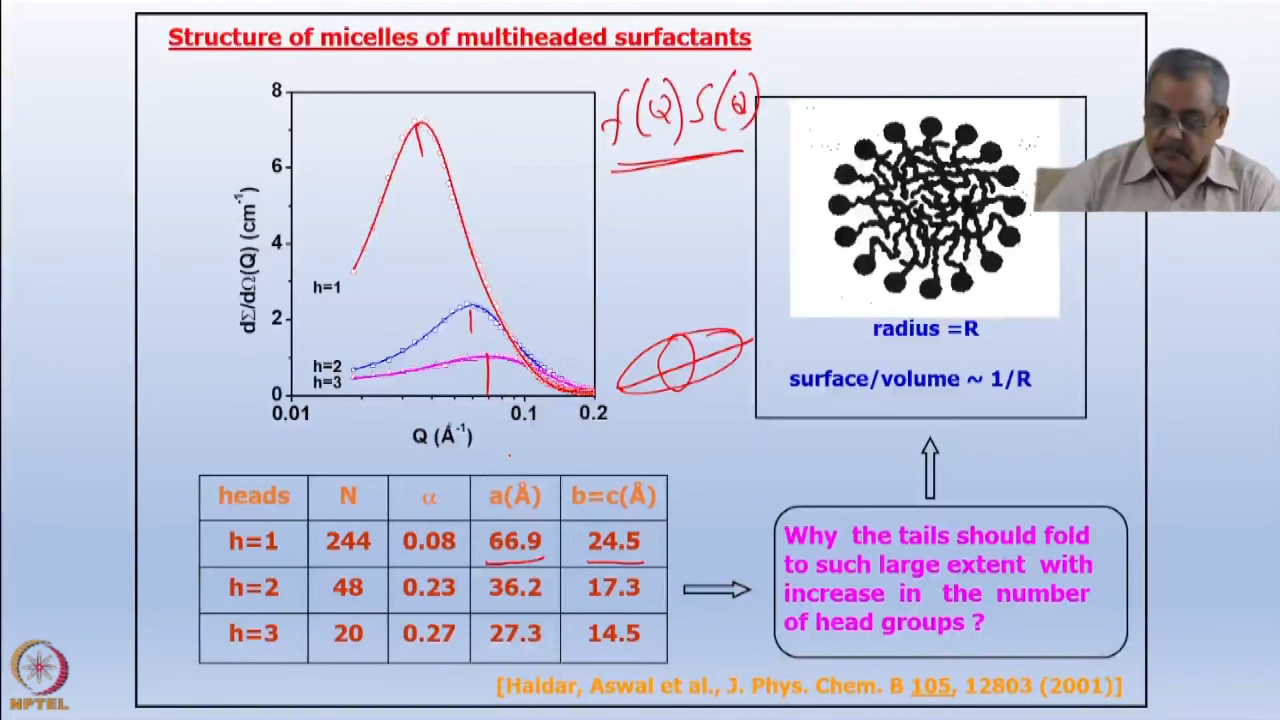 Structure of micelles of multiheaded surfactants
8
6
4
2
0
dΣ/dΩ(Q) (cm-1)
h=1
h=2
h=3
0.01
0.1
0.2
Q (Å-1)
f(Q) S(Q)
radius =R
surface/volume ~ 1/R
heads N α a(Å) b=c(Å)
h=1 244 0.08 66.9 24.5
h=2 48 0.23 36.2 17.3
h=3 20 0.27 27.3 14.5
Why the tails should fold
to such large extent with
increase in the number
of head groups ?
[Haldar, Aswal et al., J. Phys. Chem. B 105, 12803 (2001)]
NPTEL